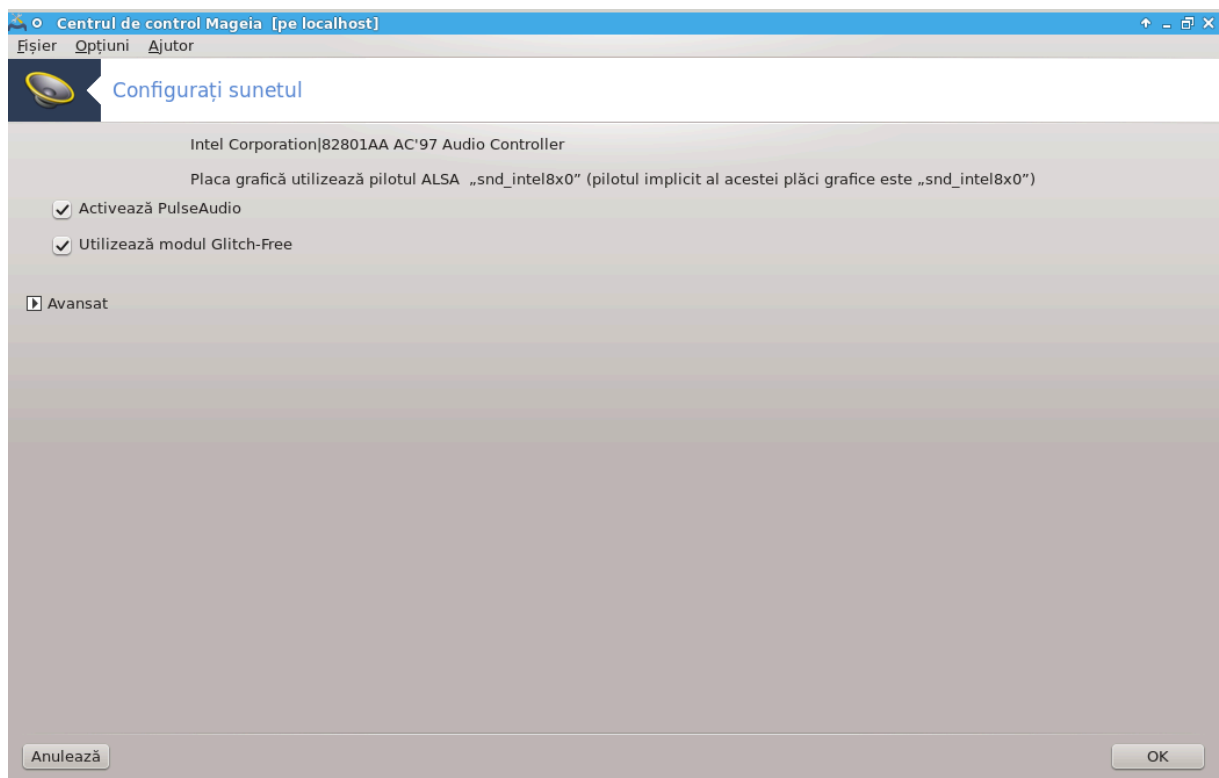 Centrul de control Mageia [pe localhost]
Fișier Opțiuni Ajutor
Configurați sunetul
Intel Corporation|82801AA AC'97 Audio Controller
Placa grafică utilizează pilotul ALSA „snd_intel8x0” (pilotul implicit al acestei plăci grafice este „snd_intel8x0”)
Activează PulseAudio
Utilizează modul Glitch-Free
Avansat
Anulează OK